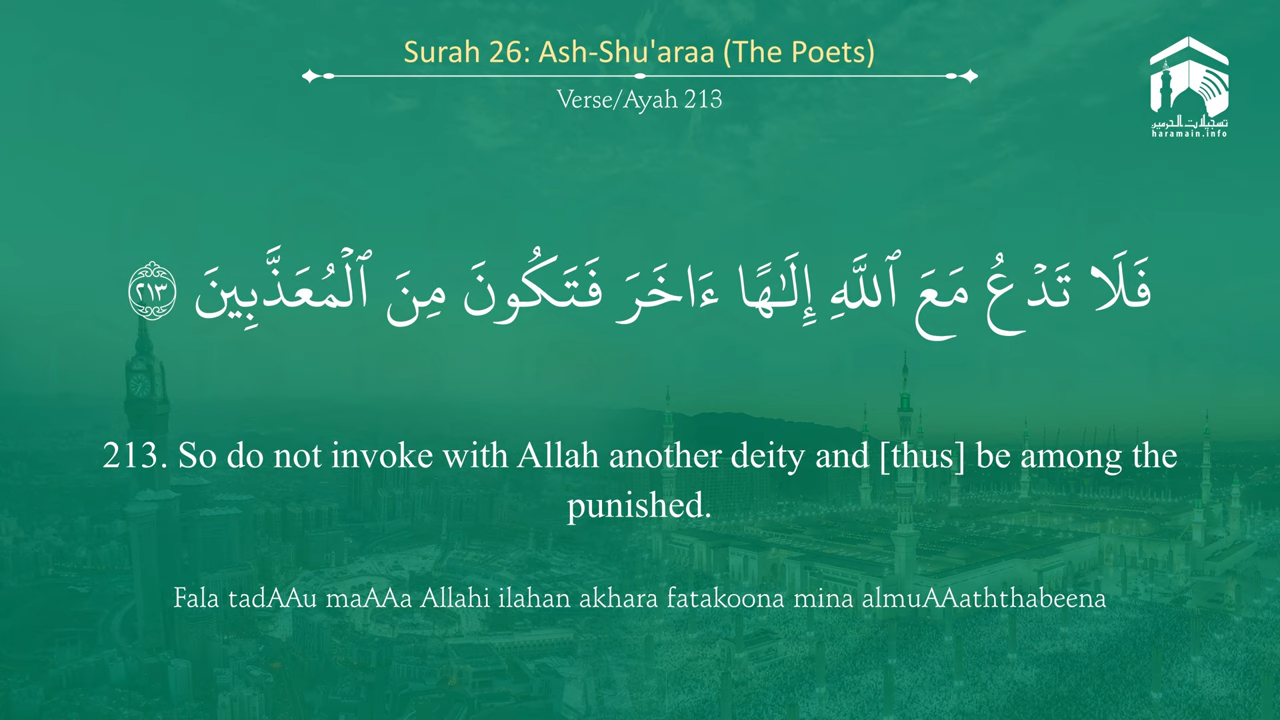 Surah 26: Ash-Shu'araa (The Poets)
Verse/Ayah 213
تسجيلات الحرمين
haramain.info
فَلَا تَدۡعُ مَعَ ٱللَّهِ إِلَـٰهًا ءَاخَرَ فَتَكُونَ مِنَ ٱلۡمُعَذَّبِينَ ٢١٣
213. So do not invoke with Allah another deity and [thus] be among the
punished.
Fala tadAAu maAAa Allahi ilahan akhara fatakoona mina almuAAaththabeena